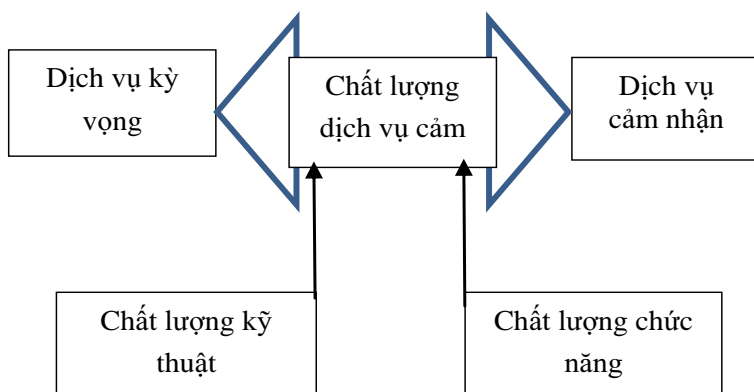 Dịch vụ kỳ
vọng
Chất lượng
dịch vụ cảm
Dịch vụ
cảm nhận
Chất lượng kỹ
thuật
Chất lượng chức
năng